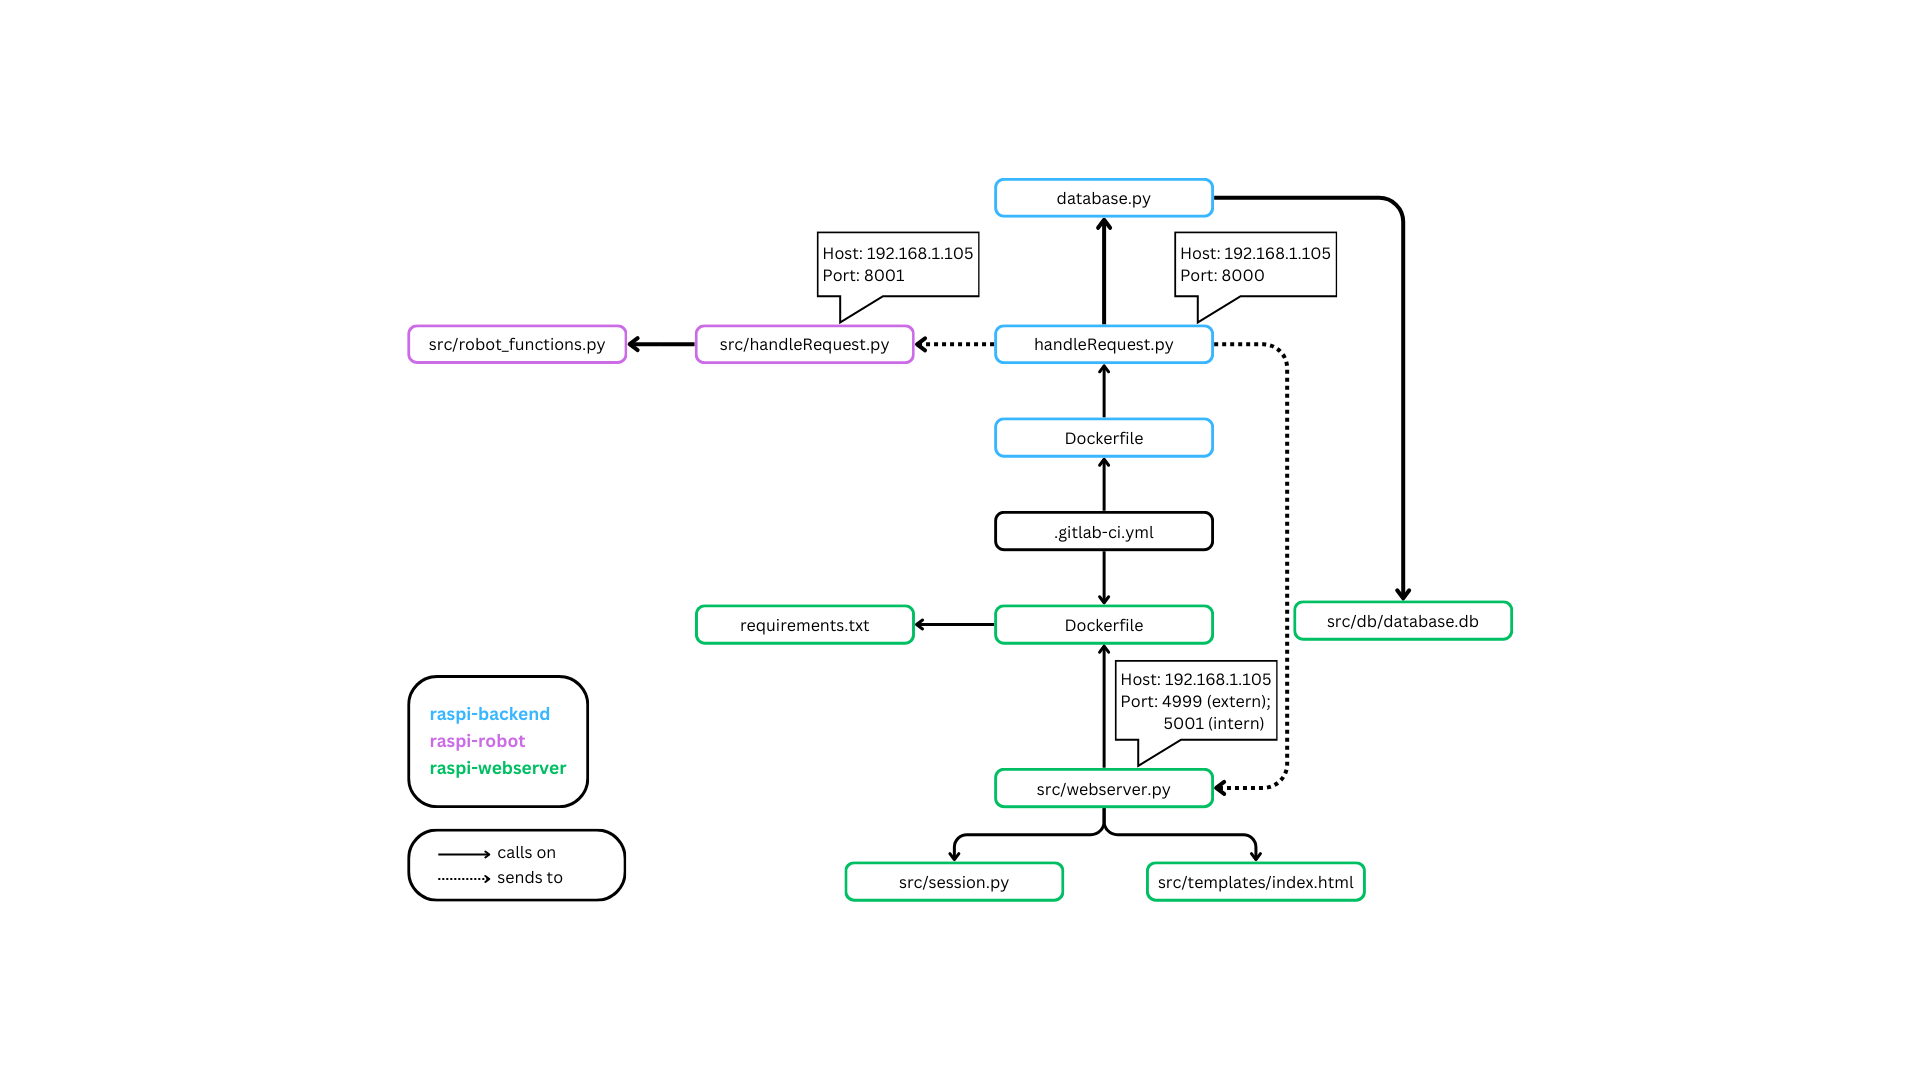 database.py
Host: 192.168.1.105
Port: 8001
Host: 192.168.1.105
Port: 8000
src/robot_functions.py
src/handleRequest.py
handleRequest.py
Dockerfile
.gitlab-ci.yml
requirements.txt
Dockerfile
src/db/database.db
Host: 192.168.1.105
Port: 4999 (extern);
5001 (intern)
raspi-backend
raspi-robot
raspi-webserver
src/webserver.py
calls on
sends to
src/session.py
src/templates/index.html